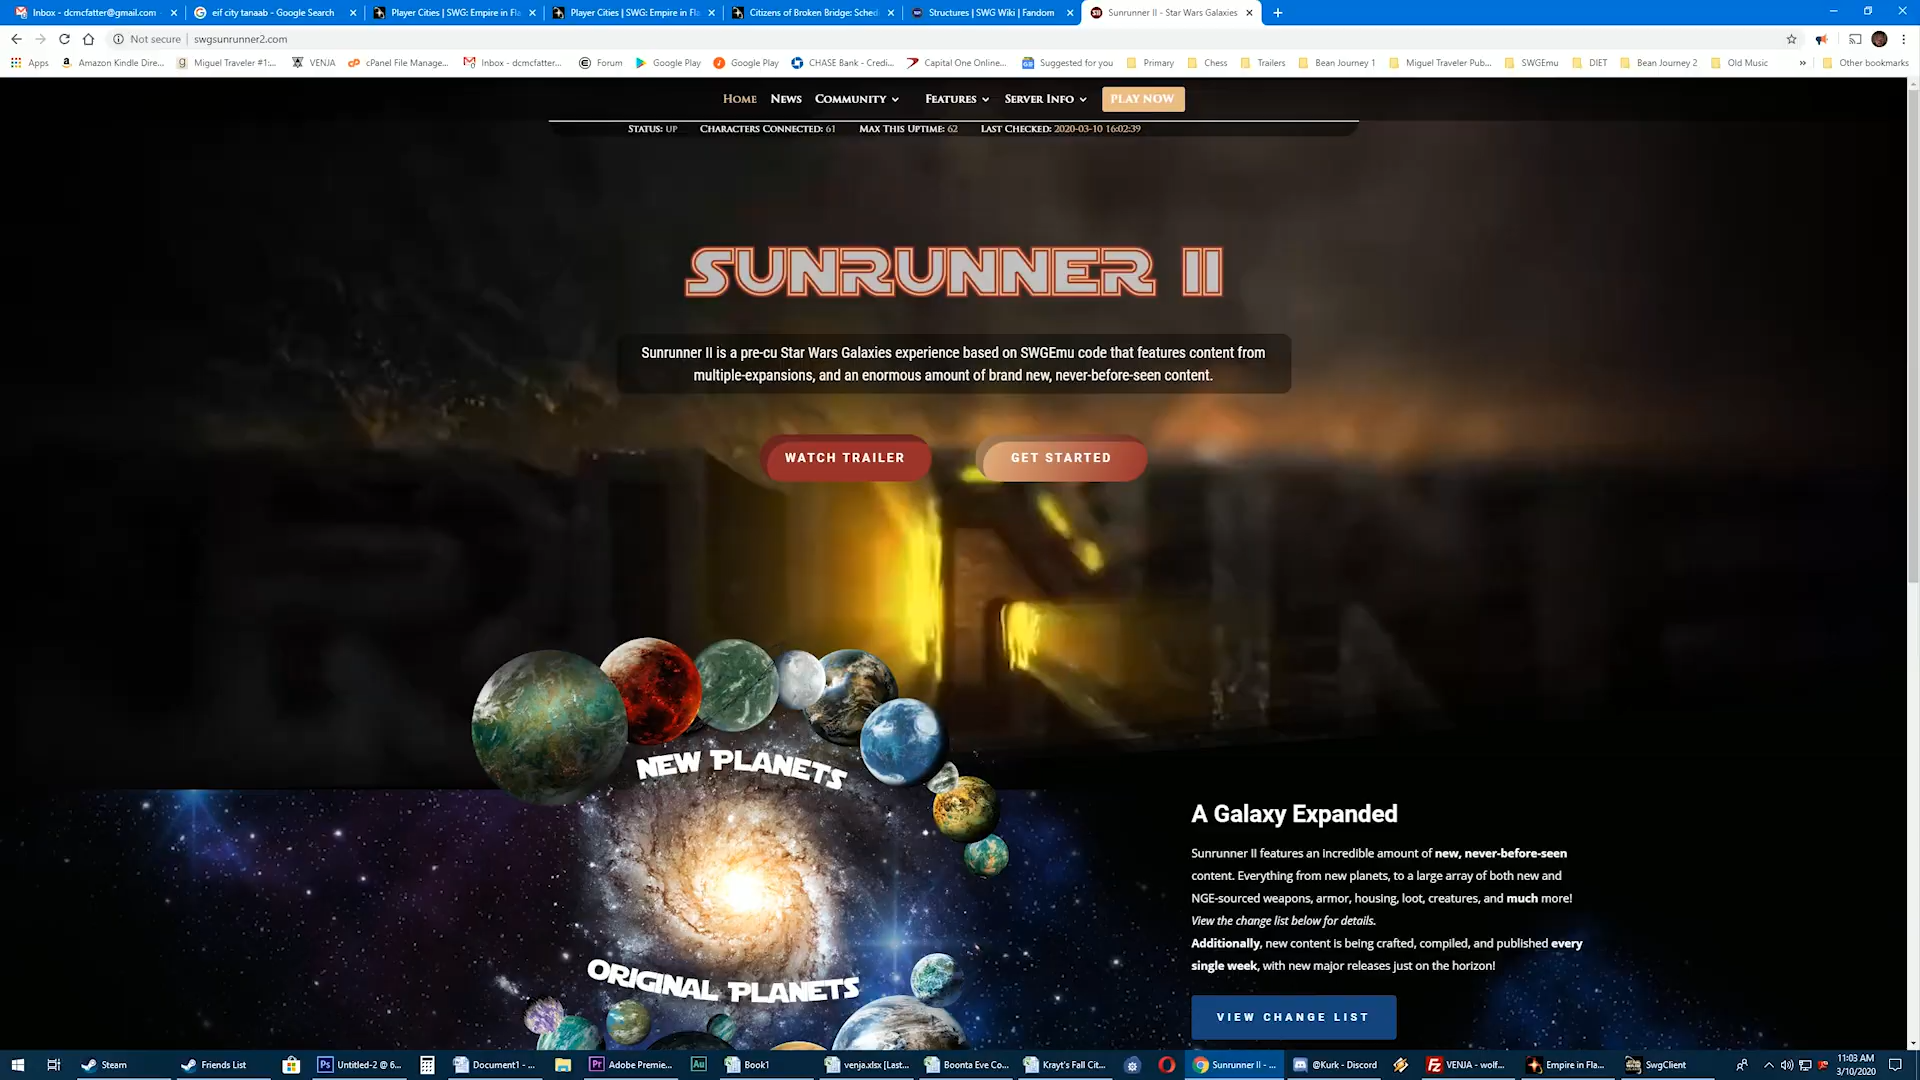 Inbox - dcmcfatter@gmail.com
eif city tanaab - Google Search
Player Cities | SWG: Empire in Fla
Player Cities | SWG: Empire in Fla
Citizens of Broken Bridge: Sched
Structures | SWG Wiki | Fandom
Sunrunner II - Star Wars Galaxies
Not secure | swgsunrunner2.com
Apps
Amazon Kindle Dire...
Miguel Traveler #1:...
VENJA
cPanel File Manage...
Inbox - dcmcfatter...
Forum
Google Play
Google Play
CHASE Bank - Credi...
Capital One Online...
Suggested for you
Primary
Chess
Trailers
Bean Journey 1
Miguel Traveler Pub...
SWGEmu
DIET
Bean Journey 2
Old Music
»
Other bookmarks
Home
News
Community
Features
Server Info
PLAY NOW
Status: UP
Characters Connected: 61
Max This Uptime: 62
Last Checked: 2020-03-10 16:02:39
SUNRUNNER II
Sunrunner II is a pre-cu Star Wars Galaxies experience based on SWGEmu code that features content from
multiple-expansions, and an enormous amount of brand new, never-before-seen content.
WATCH TRAILER
GET STARTED
NEW PLANETS
ORIGINAL PLANETS
A Galaxy Expanded
Sunrunner II features an incredible amount of new, never-before-seen
content. Everything from new planets, to a large array of both new and
NGE-sourced weapons, armor, housing, loot, creatures, and much more!
View the change list below for details.
Additionally, new content is being crafted, compiled, and published every
single week, with new major releases just on the horizon!
VIEW CHANGE LIST
Steam
Friends List
Untitled-2 @ 6...
Document1 - ...
Adobe Premie...
Book1
venja.xlsx [Last...
Boonta Eve Co...
Krayt's Fall Cit...
Sunrunner II - ...
@Kurk - Discord
VENJA - wolf...
Empire in Fla...
SwgClient
11:03 AM
3/10/2020